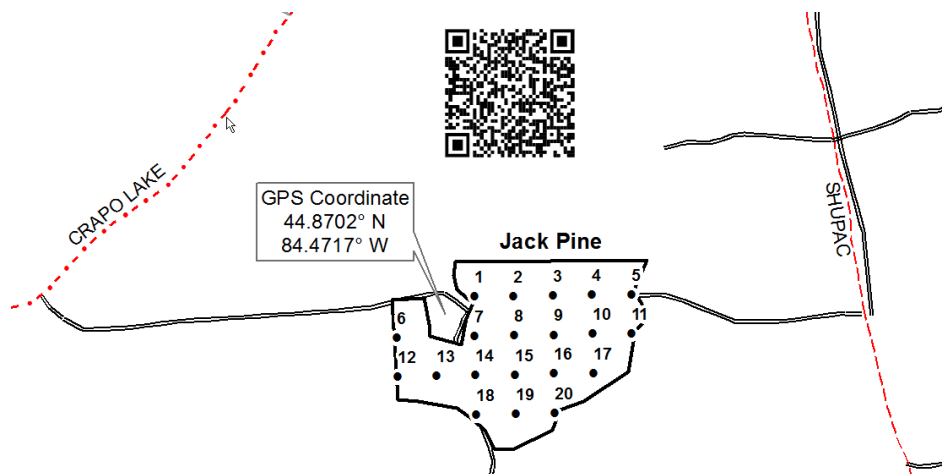 CRAPO LAKE
GPS Coordinate
44.8702° N
84.4717° W
SHUPAC
Jack Pine
1 2 3 4 5
6 7 8 9 10 11
12 13 14 15 16 17
18 19 20